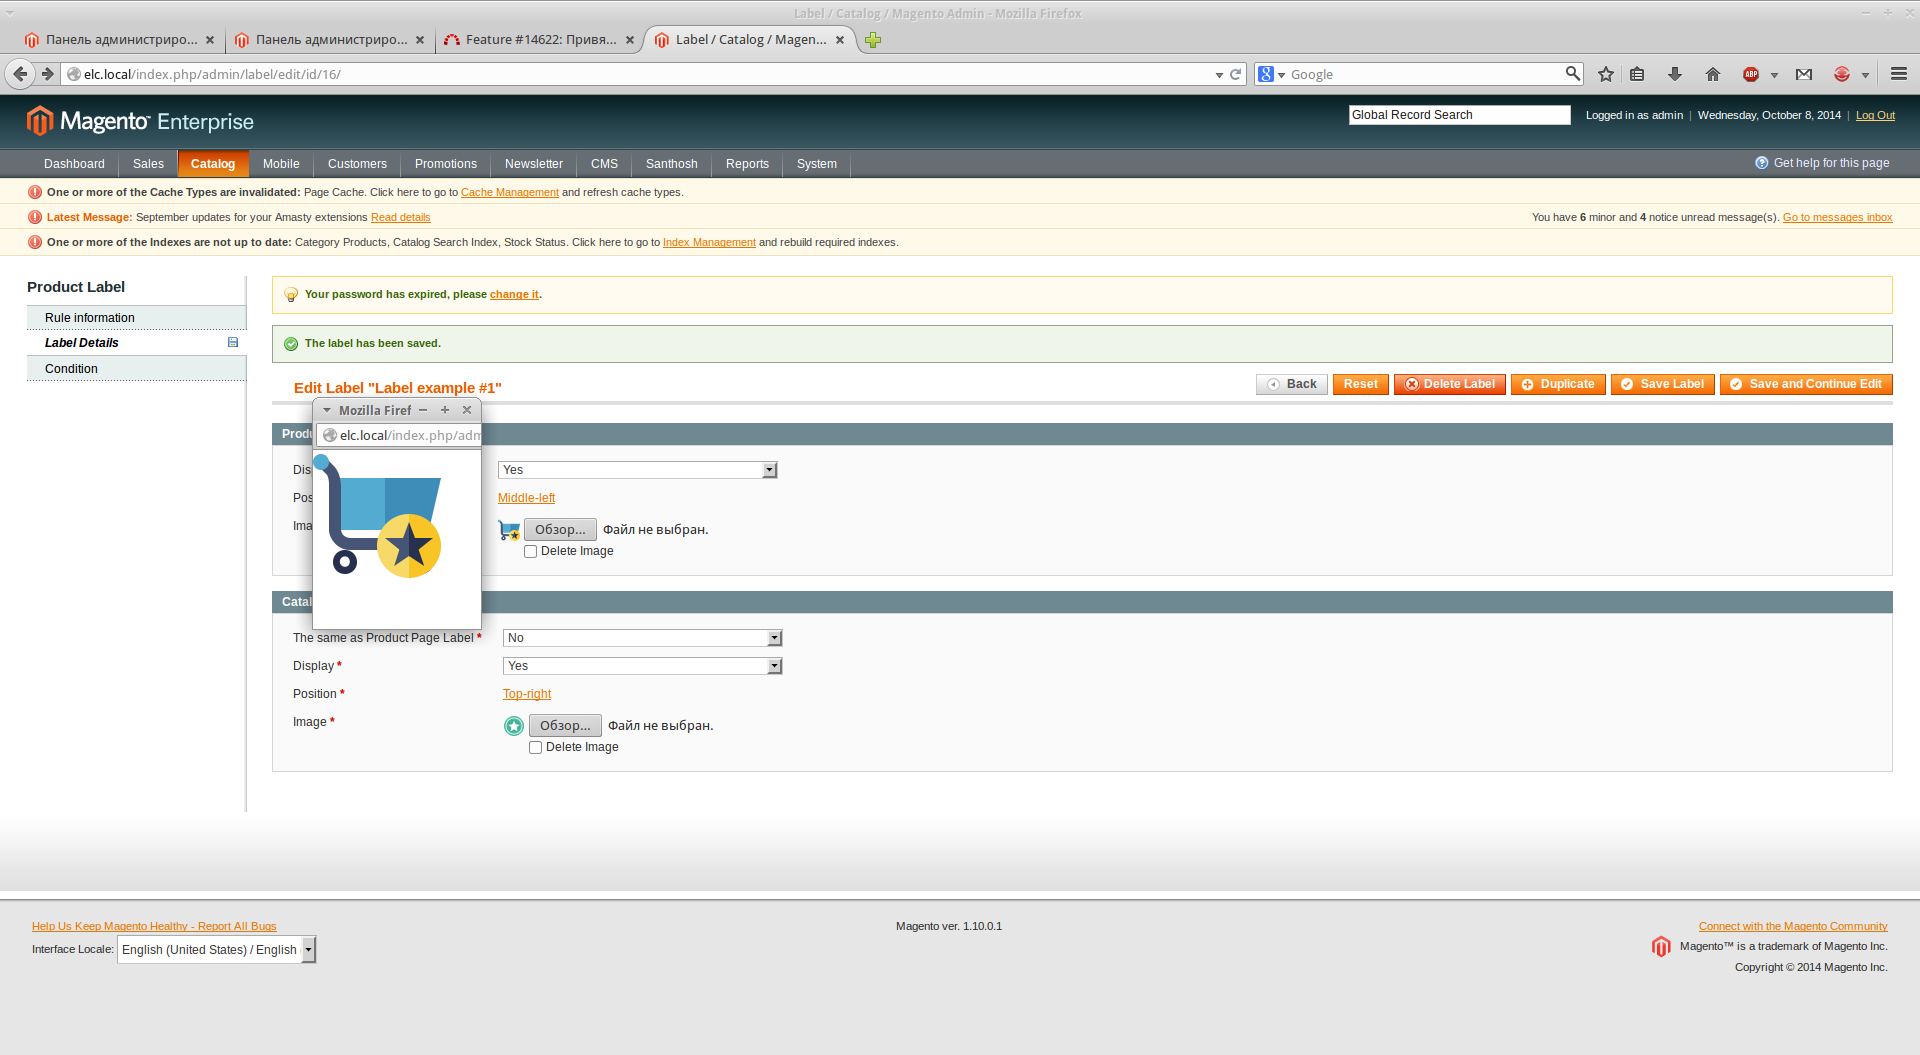 Label / Catalog / Magento Admin - Mozilla Firefox
Панель администриро...
Панель администриро...
Feature #14622: Привя...
Label / Catalog / Magen...
elc.local/index.php/admin/label/edit/id/16/
Google
ABP
Magento Enterprise
Global Record Search
Logged in as admin | Wednesday, October 8, 2014 | Log Out
Dashboard Sales Catalog Mobile Customers Promotions Newsletter CMS Santhosh Reports System
Get help for this page
One or more of the Cache Types are invalidated: Page Cache. Click here to go to Cache Management and refresh cache types.
Latest Message: September updates for your Amasty extensions Read details
You have 6 minor and 4 notice unread message(s). Go to messages inbox
One or more of the Indexes are not up to date: Category Products, Catalog Search Index, Stock Status. Click here to go to Index Management and rebuild required indexes.
Product Label
Rule information
Label Details
Condition
Your password has expired, please change it.
The label has been saved.
Edit Label "Label example #1"
Back Reset Delete Label Duplicate Save Label Save and Continue Edit
Mozilla Firef
elc.local/index.php/adm
Produ
Dis
Yes
Pos
Middle-left
Ima
Обзор... Файл не выбран.
Delete Image
Catal
The same as Product Page Label *
No
Display *
Yes
Position *
Top-right
Image *
Обзор... Файл не выбран.
Delete Image
Help Us Keep Magento Healthy - Report All Bugs
Interface Locale: English (United States) / English
Magento ver. 1.10.0.1
Connect with the Magento Community
Magento™ is a trademark of Magento Inc.
Copyright © 2014 Magento Inc.